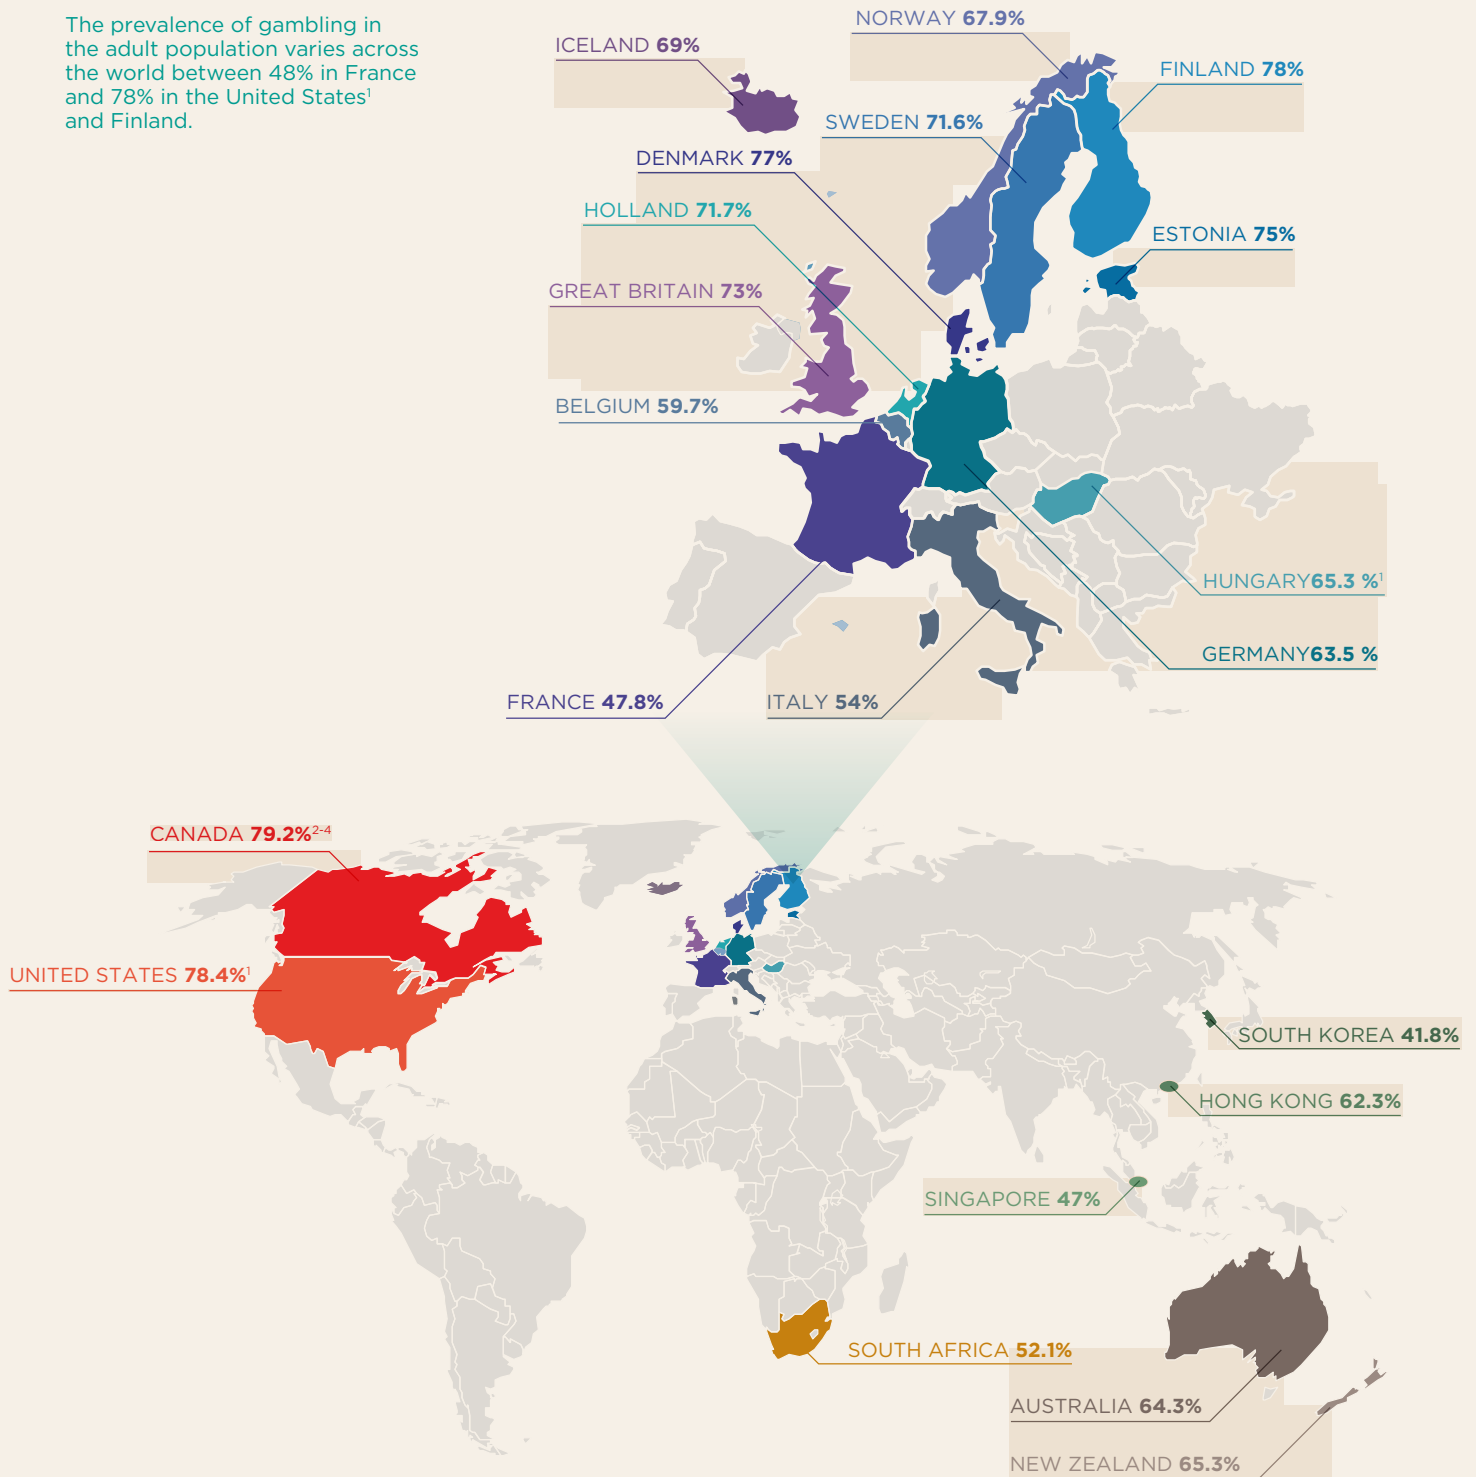 The prevalence of gambling in
the adult population varies across
the world between 48% in France
and 78% in the United States¹
and Finland.
NORWAY 67.9%
ICELAND 69%
FINLAND 78%
SWEDEN 71.6%
DENMARK 77%
HOLLAND 71.7%
ESTONIA 75%
GREAT BRITAIN 73%
BELGIUM 59.7%
HUNGARY65.3 %¹
GERMANY63.5 %
FRANCE 47.8%
ITALY 54%
CANADA 79.2%²⁻⁴
UNITED STATES 78.4%¹
SOUTH KOREA 41.8%
HONG KONG 62.3%
SINGAPORE 47%
SOUTH AFRICA 52.1%
AUSTRALIA 64.3%
NEW ZEALAND 65.3%